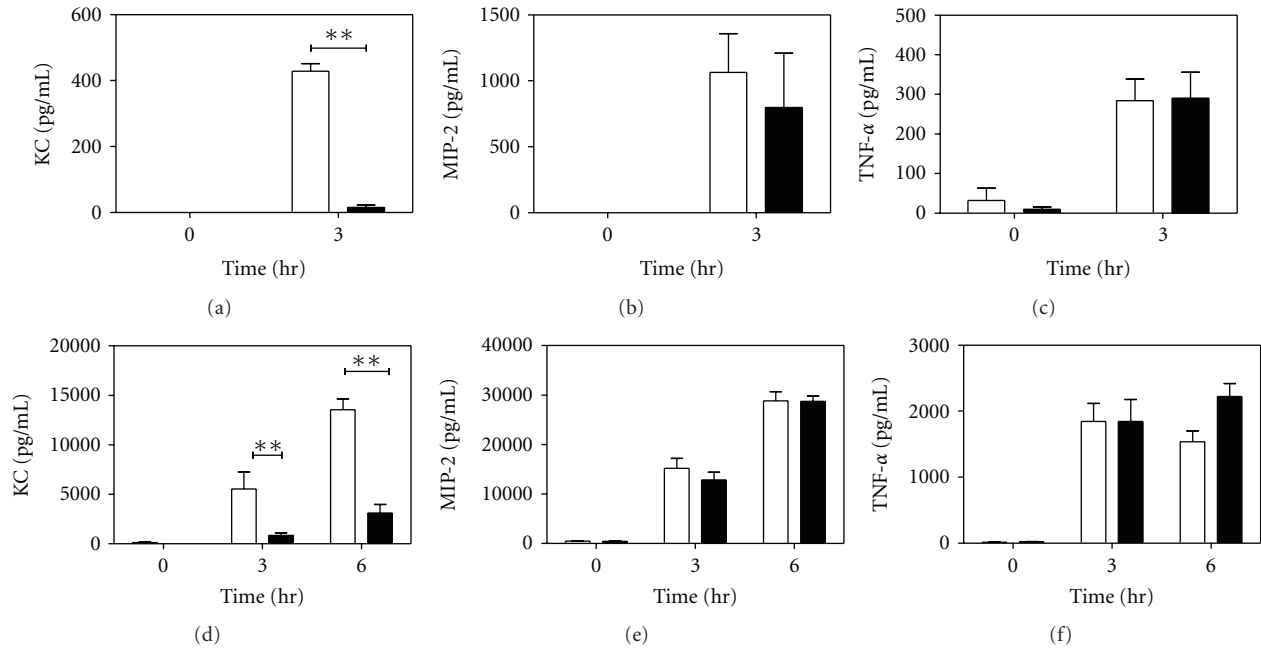 KC (pg/mL)
600
400
200
0
∗∗
0 3
Time (hr)
(a)
MIP-2 (pg/mL)
1500
1000
500
0
0 3
Time (hr)
(b)
TNF-α (pg/mL)
500
400
300
200
100
0
0 3
Time (hr)
(c)
KC (pg/mL)
20000
15000
10000
5000
0
∗∗
∗∗
0 3 6
Time (hr)
(d)
MIP-2 (pg/mL)
40000
30000
20000
10000
0
0 3 6
Time (hr)
(e)
TNF-α (pg/mL)
3000
2000
1000
0
0 3 6
Time (hr)
(f)